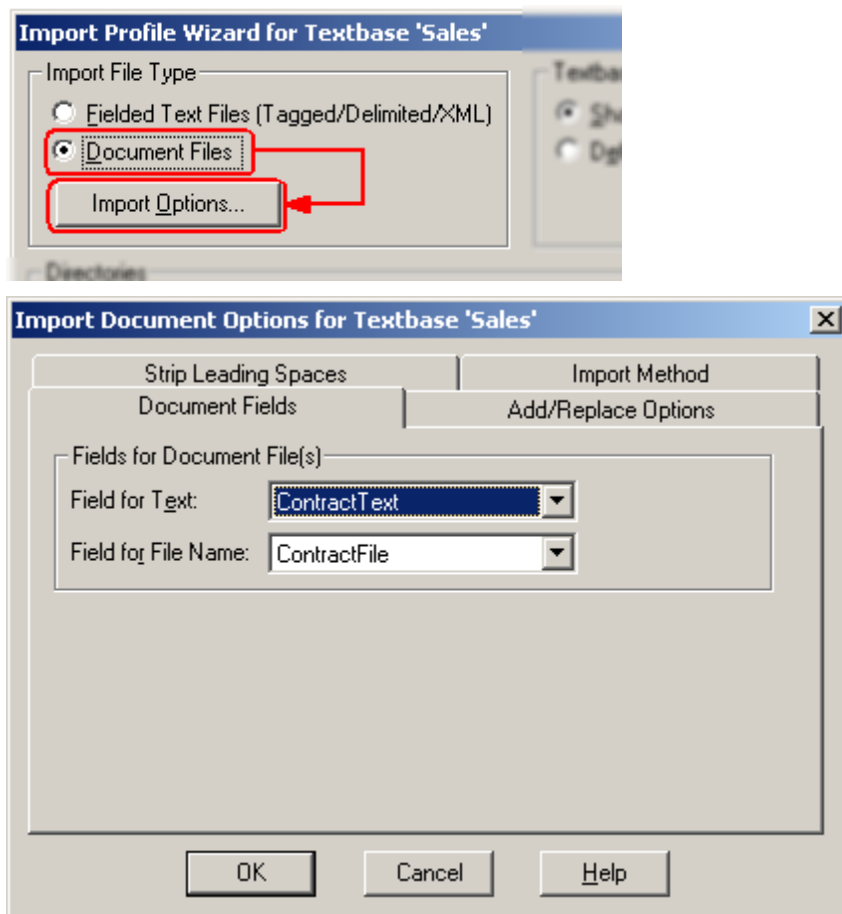 Import Profile Wizard for Textbase 'Sales'
Import File Type
Fielded Text Files (Tagged/Delimited/XML)
Document Files
Import Options...
Directories
Import Document Options for Textbase 'Sales'
Strip Leading Spaces Import Method
Document Fields Add/Replace Options
Fields for Document File(s)
Field for Text: ContractText
Field for File Name: ContractFile
OK Cancel Help